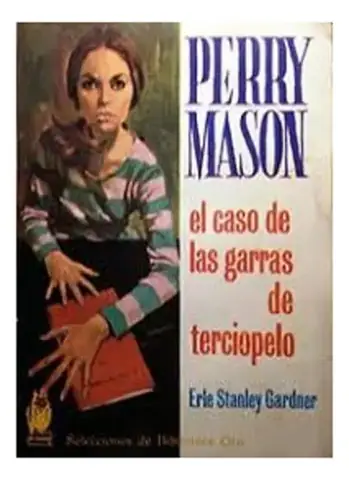 PERRY
MASON
el caso de
las garras
de
terciopelo
Erle Stanley Gardner
Selecciones de Biblioteca Oro